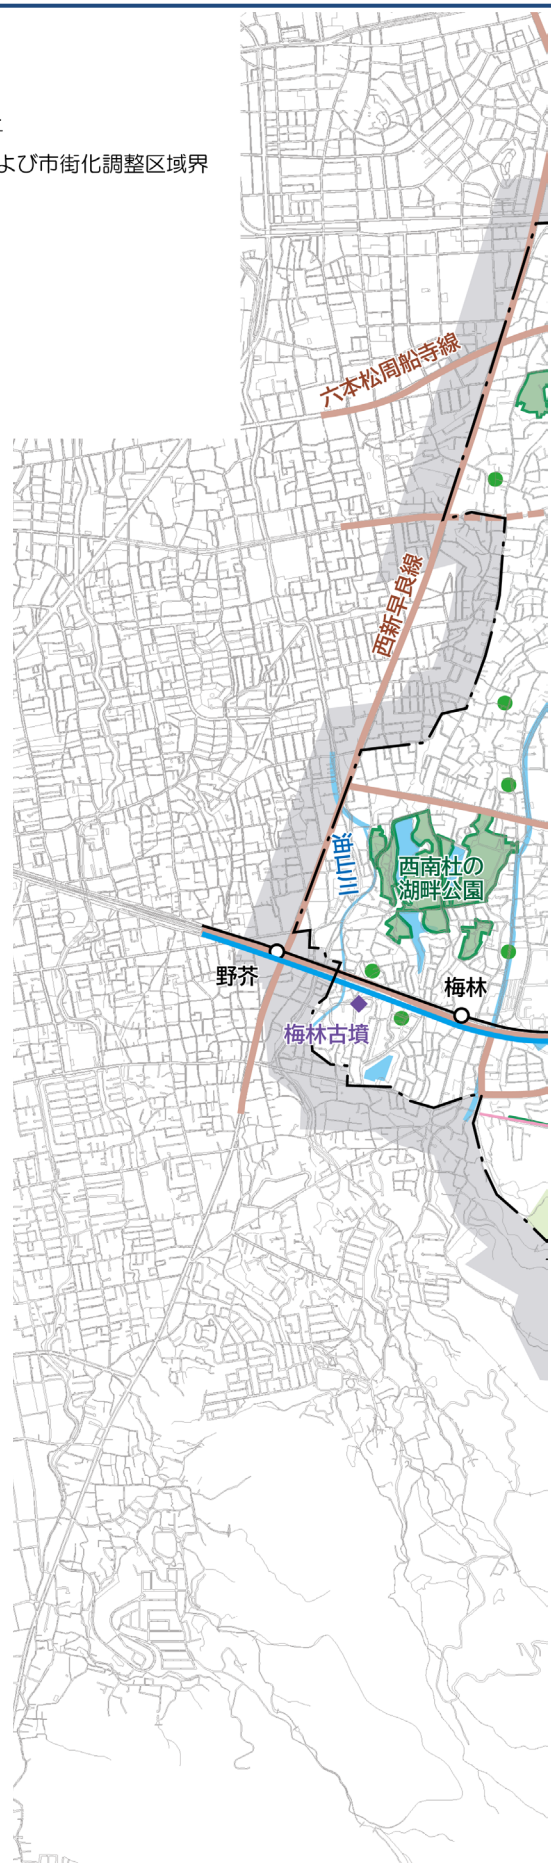 よび市街化調整区域界
六本松周船寺線
西新早良線
油山川
西南杜の
湖畔公園
野芥
梅林
梅林古墳